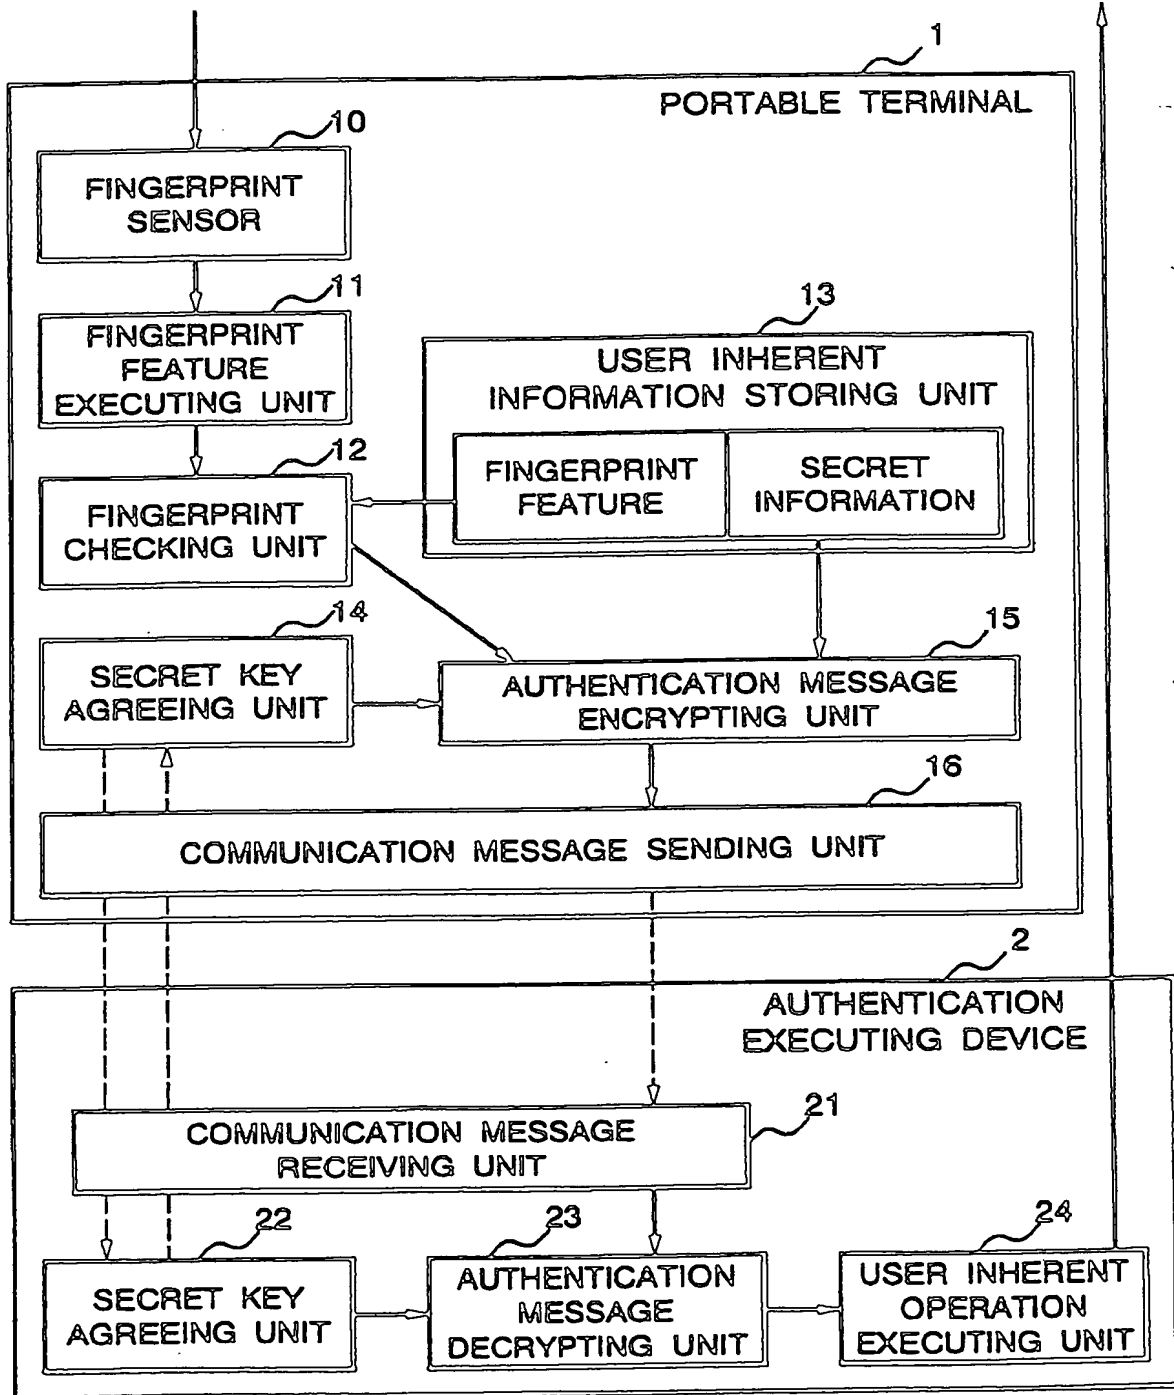 1
PORTABLE TERMINAL
10
FINGERPRINT
SENSOR
11
FINGERPRINT
FEATURE
EXECUTING UNIT
13
USER INHERENT
INFORMATION STORING UNIT
FINGERPRINT
FEATURE
SECRET
INFORMATION
12
FINGERPRINT
CHECKING UNIT
14
SECRET KEY
AGREEING UNIT
15
AUTHENTICATION MESSAGE
ENCRYPTING UNIT
16
COMMUNICATION MESSAGE SENDING UNIT
2
AUTHENTICATION
EXECUTING DEVICE
21
COMMUNICATION MESSAGE
RECEIVING UNIT
22
SECRET KEY
AGREEING UNIT
23
AUTHENTICATION
MESSAGE
DECRYPTING UNIT
24
USER INHERENT
OPERATION
EXECUTING UNIT